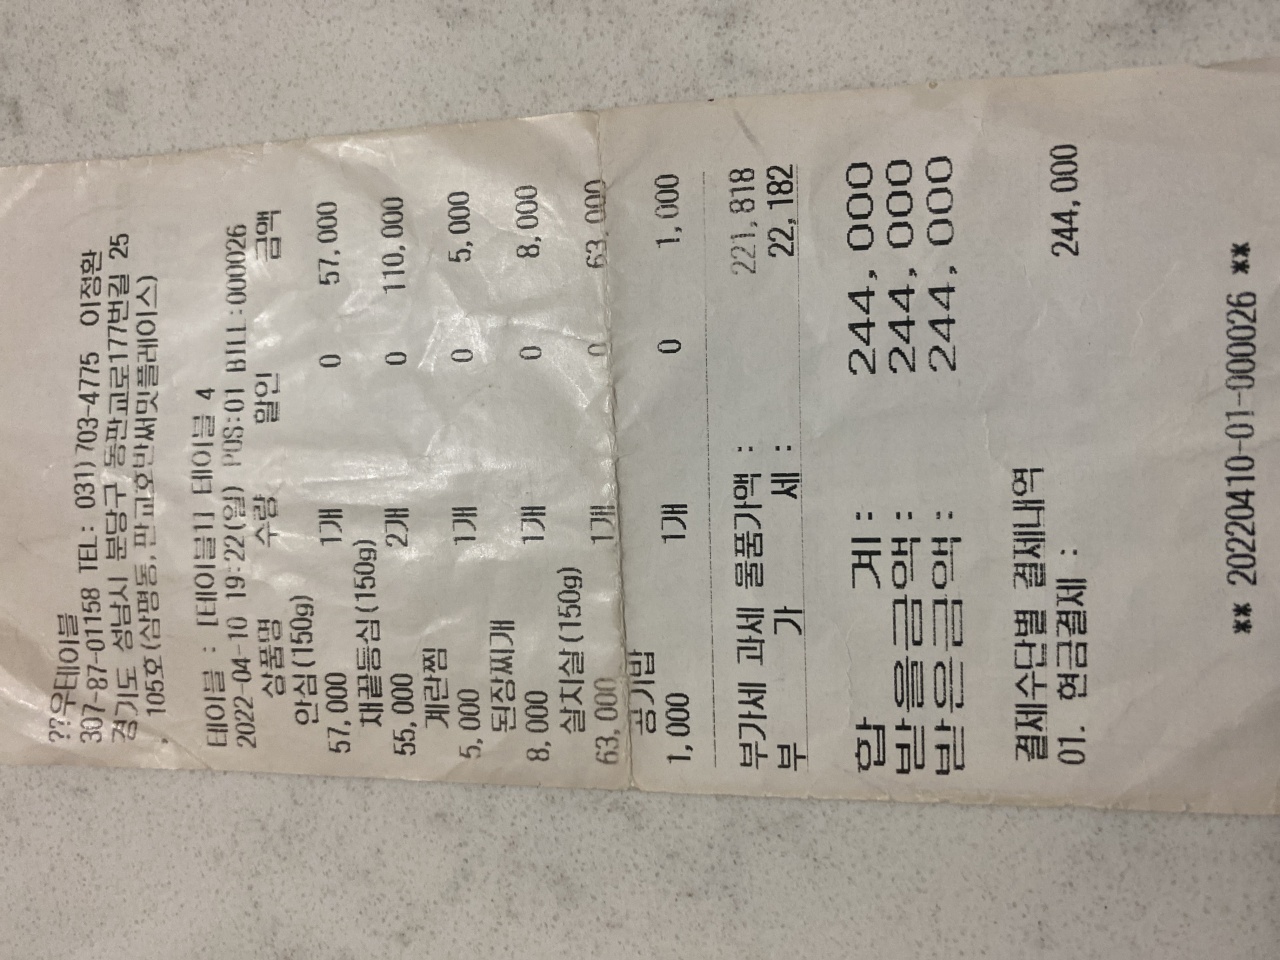 ??우테이블
307-87-01158 TEL : 031) 703-4775 이정환
경기도 성남시 분당구 동판교로177번길 25
, 105호 (삼평동, 판교호반써밋플레이스)
테이블 : [테이블1] 테이블 4
2022-04-10 19:22(일) POS:01 BILL:000026
상품명 수량 할인 금액
안심(150g)
57,000 1개 0 57,000
채끝등심(150g)
55,000 2개 0 110,000
계란찜
5,000 1개 0 5,000
된장찌개
8,000 1개 0 8,000
살치살(150g)
63,000 1개 0 63,000
공기밥
1,000 1개 0 1,000
부가세 과세 물품가액 : 221,818
부 가 세 : 22,182
합 계 : 244,000
받을금액 : 244,000
받은금액 : 244,000
결제수단별 결제내역
01. 현금결제 : 244,000
** 20220410-01-000026 **